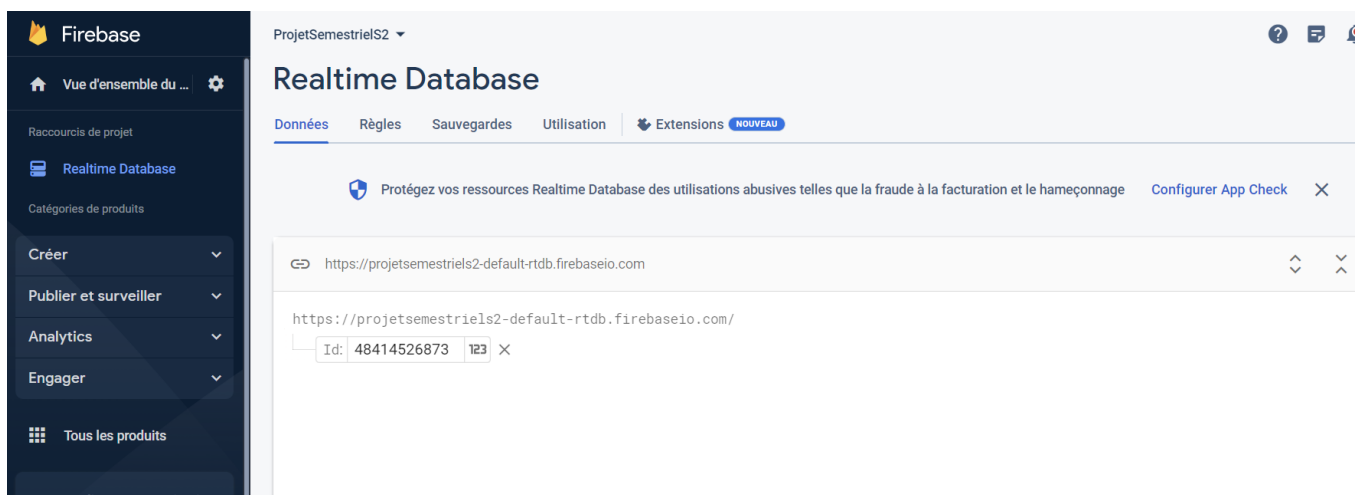 Firebase
Vue d'ensemble du ...
Raccourcis de projet
Realtime Database
Catégories de produits
Créer
Publier et surveiller
Analytics
Engager
Tous les produits
ProjetSemestrielS2
Realtime Database
Données Règles Sauvegardes Utilisation Extensions NOUVEAU
Protégez vos ressources Realtime Database des utilisations abusives telles que la fraude à la facturation et le hameçonnage Configurer App Check
https://projetsemestriels2-default-rtdb.firebaseio.com
https://projetsemestriels2-default-rtdb.firebaseio.com/
Id: 48414526873 123